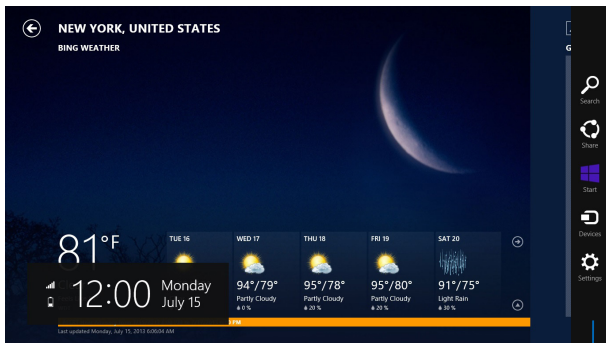 NEW YORK, UNITED STATES
BING WEATHER
G
Search
Share
Start
Devices
Settings
81°F
TUE 16
WED 17
94°/79°
Partly Cloudy
0 %
THU 18
95°/78°
Partly Cloudy
20 %
FRI 19
95°/80°
Partly Cloudy
20 %
SAT 20
91°/75°
Light Rain
30 %
12:00
Monday
July 15
PM
Last updated Monday, July 15, 2013 6:06:04 AM